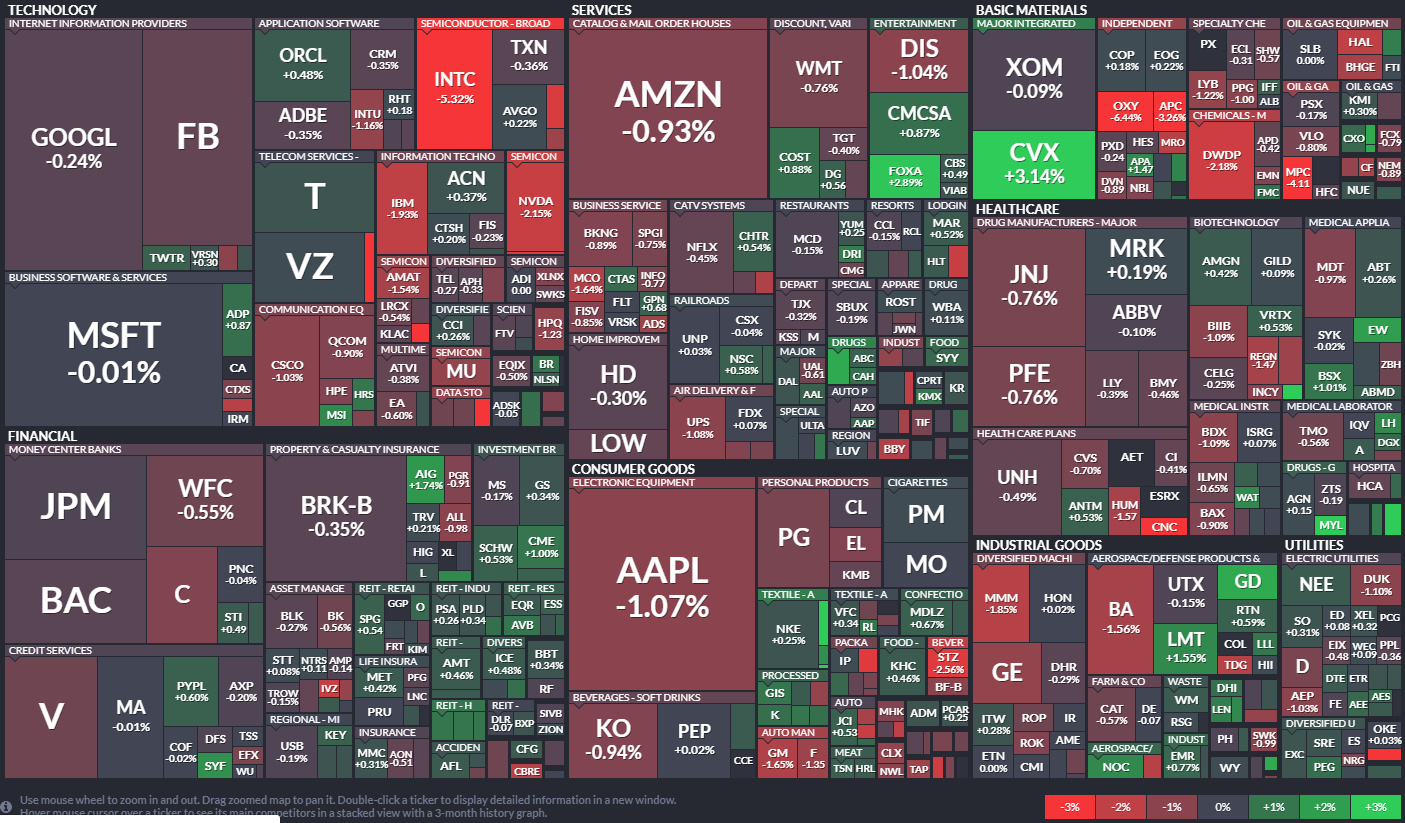 TECHNOLOGY
INTERNET INFORMATION PROVIDERS
GOOGL
-0.24%
FB
TWTR
VRSN
+0.30
APPLICATION SOFTWARE
ORCL
+0.48%
CRM
-0.35%
ADBE
-0.35%
INTU
-1.16%
RHT
+0.18
SEMICONDUCTOR - BROAD
INTC
-5.32%
TXN
-0.36%
AVGO
+0.22%
TELECOM SERVICES -
T
VZ
INFORMATION TECHNO
IBM
-1.93%
ACN
+0.37%
CTSH
+0.20%
FIS
-0.23%
SEMICON
NVDA
-2.15%
BUSINESS SOFTWARE & SERVICES
MSFT
-0.01%
ADP
+0.87
CA
CTXS
IRM
COMMUNICATION EQ
CSCO
-1.03%
QCOM
-0.90%
HPE
HRS
MSI
SEMICON
AMAT
-1.54%
LRCX
-0.54%
KLAC
DIVERSIFIED
TEL
-0.27
APH
-0.33
SEMICON
ADI
0.00
XLNX
SWKS
DIVERSIFIE
CCI
+0.26%
SCIEN
FTV
HPQ
-1.23
MULTIME
ATVI
-0.38%
EA
-0.60%
SEMICON
MU
DATA STO
EQIX
-0.50%
BR
NLSN
ADSK
-0.05
SERVICES
CATALOG & MAIL ORDER HOUSES
AMZN
-0.93%
DISCOUNT, VARI
WMT
-0.76%
TGT
-0.40%
COST
+0.88%
DG
+0.56
ENTERTAINMENT
DIS
-1.04%
CMCSA
+0.87%
FOXA
+2.89%
CBS
+0.49
VIAB
BUSINESS SERVICE
BKNG
-0.89%
SPGI
-0.75%
MCO
-1.64%
CTAS
INFO
-0.77
FLT
GPN
+0.68
FISV
-0.85%
VRSK
ADS
CATV SYSTEMS
NFLX
-0.45%
CHTR
+0.54%
RESTAURANTS
MCD
-0.15%
YUM
+0.25
DRI
CMG
RESORTS
CCL
-0.15%
RCL
LODGIN
MAR
+0.52%
HLT
RAILROADS
UNP
+0.03%
CSX
-0.04%
NSC
+0.58%
DEPART
TJX
-0.32%
KSS
M
SPECIAL
SBUX
-0.19%
APPARE
ROST
JWN
DRUG
WBA
+0.11%
HOME IMPROVEM
HD
-0.30%
LOW
MAJOR
DAL
UAL
-0.61
AAL
DRUGS
ABC
CAH
INDUST
FOOD
SYY
CPRT
KMX
KR
AIR DELIVERY & F
UPS
-1.08%
FDX
+0.07%
SPECIAL
ULTA
AUTO P
AZO
AAP
REGION
LUV
BBY
TIF
BASIC MATERIALS
MAJOR INTEGRATED
XOM
-0.09%
CVX
+3.14%
INDEPENDENT
COP
+0.18%
EOG
+0.22%
OXY
-6.44%
APC
-3.26%
PXD
-0.24
HES
MRO
APA
+1.47
DVN
-0.89
NBL
SPECIALTY CHE
PX
ECL
-0.31
SHW
-0.57
LYB
-1.22%
PPG
-1.00
IFF
ALB
CHEMICALS - M
DWDP
-2.18%
APD
-0.42
EMN
FMC
OIL & GAS EQUIPMEN
SLB
0.00%
HAL
BHGE
FTI
OIL & GA
PSX
-0.17%
VLO
-0.80%
MPC
-4.11
HFC
OIL & GAS
KMI
+0.30%
CXO
FCX
-0.79
CF
NEM
-0.89
NUE
HEALTHCARE
DRUG MANUFACTURERS - MAJOR
JNJ
-0.76%
MRK
+0.19%
ABBV
-0.10%
PFE
-0.76%
LLY
-0.39%
BMY
-0.46%
BIOTECHNOLOGY
AMGN
+0.42%
GILD
+0.09%
BIIB
-1.09%
VRTX
+0.53%
REGN
-1.47
CELG
-0.25%
INCY
MEDICAL APPLIA
MDT
-0.97%
ABT
-0.26%
SYK
-0.02%
EW
ZBH
BSX
+1.01%
ABMD
HEALTH CARE PLANS
UNH
-0.49%
CVS
-0.70%
AET
CI
-0.41%
ANTM
+0.53%
HUM
-1.57
ESRX
CNC
MEDICAL INSTR
BDX
-1.09%
ISRG
+0.07%
ILMN
-0.65%
WAT
BAX
-0.90%
MEDICAL LABORATOR
TMO
-0.56%
IQV
LH
A
DGX
DRUGS - G
AGN
+0.15
ZTS
-0.19
MYL
HOSPITA
HCA
FINANCIAL
MONEY CENTER BANKS
JPM
WFC
-0.55%
BAC
C
PNC
-0.04%
STI
+0.49
PROPERTY & CASUALTY INSURANCE
BRK-B
-0.35%
AIG
+1.74%
PGR
-0.91
TRV
+0.21%
ALL
-0.98
HIG
XL
L
INVESTMENT BR
MS
-0.17%
GS
+0.34%
SCHW
+0.53%
CME
+1.00%
CREDIT SERVICES
V
MA
-0.01%
PYPL
+0.60%
AXP
-0.20%
COF
-0.02%
DFS
TSS
SYF
EFX
WU
ASSET MANAGE
BLK
-0.27%
BK
-0.56%
STT
+0.08%
NTRS
+0.11
AMP
-0.14
TROW
-0.15%
IVZ
REGIONAL - MI
USB
-0.19%
KEY
REIT - RETAI
SPG
+0.54
GGP
O
FRT
KIM
REIT - INDU
PSA
+0.26
PLD
+0.34
REIT - RES
EQR
ESS
AVB
LIFE INSURA
MET
+0.42%
PFG
LNC
PRU
REIT -
AMT
+0.46%
DIVERS
ICE
+0.48%
BBT
+0.34%
RF
INSURANCE
MMC
+0.31%
AON
-0.51
REIT - H
REIT -
DLR
-0.07
BXP
SIVB
ZION
ACCIDEN
AFL
CFG
CBRE
CONSUMER GOODS
ELECTRONIC EQUIPMENT
AAPL
-1.07%
BEVERAGES - SOFT DRINKS
KO
-0.94%
PEP
+0.02%
CCE
PERSONAL PRODUCTS
PG
CL
EL
KMB
CIGARETTES
PM
MO
TEXTILE - A
NKE
+0.25%
TEXTILE - A
VFC
+0.34
RL
CONFECTIO
MDLZ
+0.67%
PACKA
IP
FOOD -
KHC
+0.46%
BEVER
STZ
-2.56%
BF-B
PROCESSED
GIS
K
AUTO
JCI
+0.53
MHK
ADM
PCAR
+0.25
AUTO MAN
GM
-1.65%
F
-1.35
MEAT
TSN
HRL
CLX
NWL
TAP
INDUSTRIAL GOODS
DIVERSIFIED MACHI
MMM
-1.85%
HON
+0.02%
GE
DHR
-0.29%
ITW
+0.28%
ROP
IR
ROK
AME
ETN
0.00%
CMI
AEROSPACE/DEFENSE PRODUCTS &
BA
-1.56%
UTX
-0.15%
GD
LMT
+1.55%
RTN
+0.59%
COL
LLL
TDG
HII
FARM & CO
CAT
-0.57%
DE
-0.07
WASTE
WM
RSG
DHI
LEN
AEROSPACE/
NOC
INDUST
EMR
+0.77%
PH
SWK
-0.99
WY
UTILITIES
ELECTRIC UTILITIES
NEE
DUK
-1.10%
SO
+0.31%
ED
+0.08
XEL
+0.32
PCG
D
EIX
-0.48
WEC
+0.09
PPL
-0.36
DTE
ETR
AEP
-1.03%
FE
AEE
AES
DIVERSIFIED U
EXC
SRE
ES
OKE
+0.03%
PEG
NRG
Use mouse wheel to zoom in and out. Drag zoomed map to pan it. Double-click a ticker to display detailed information in a new window.
Hover mouse cursor over a ticker to see its main competitors in a stacked view with a 3-month history graph.
-3%
-2%
-1%
0%
+1%
+2%
+3%